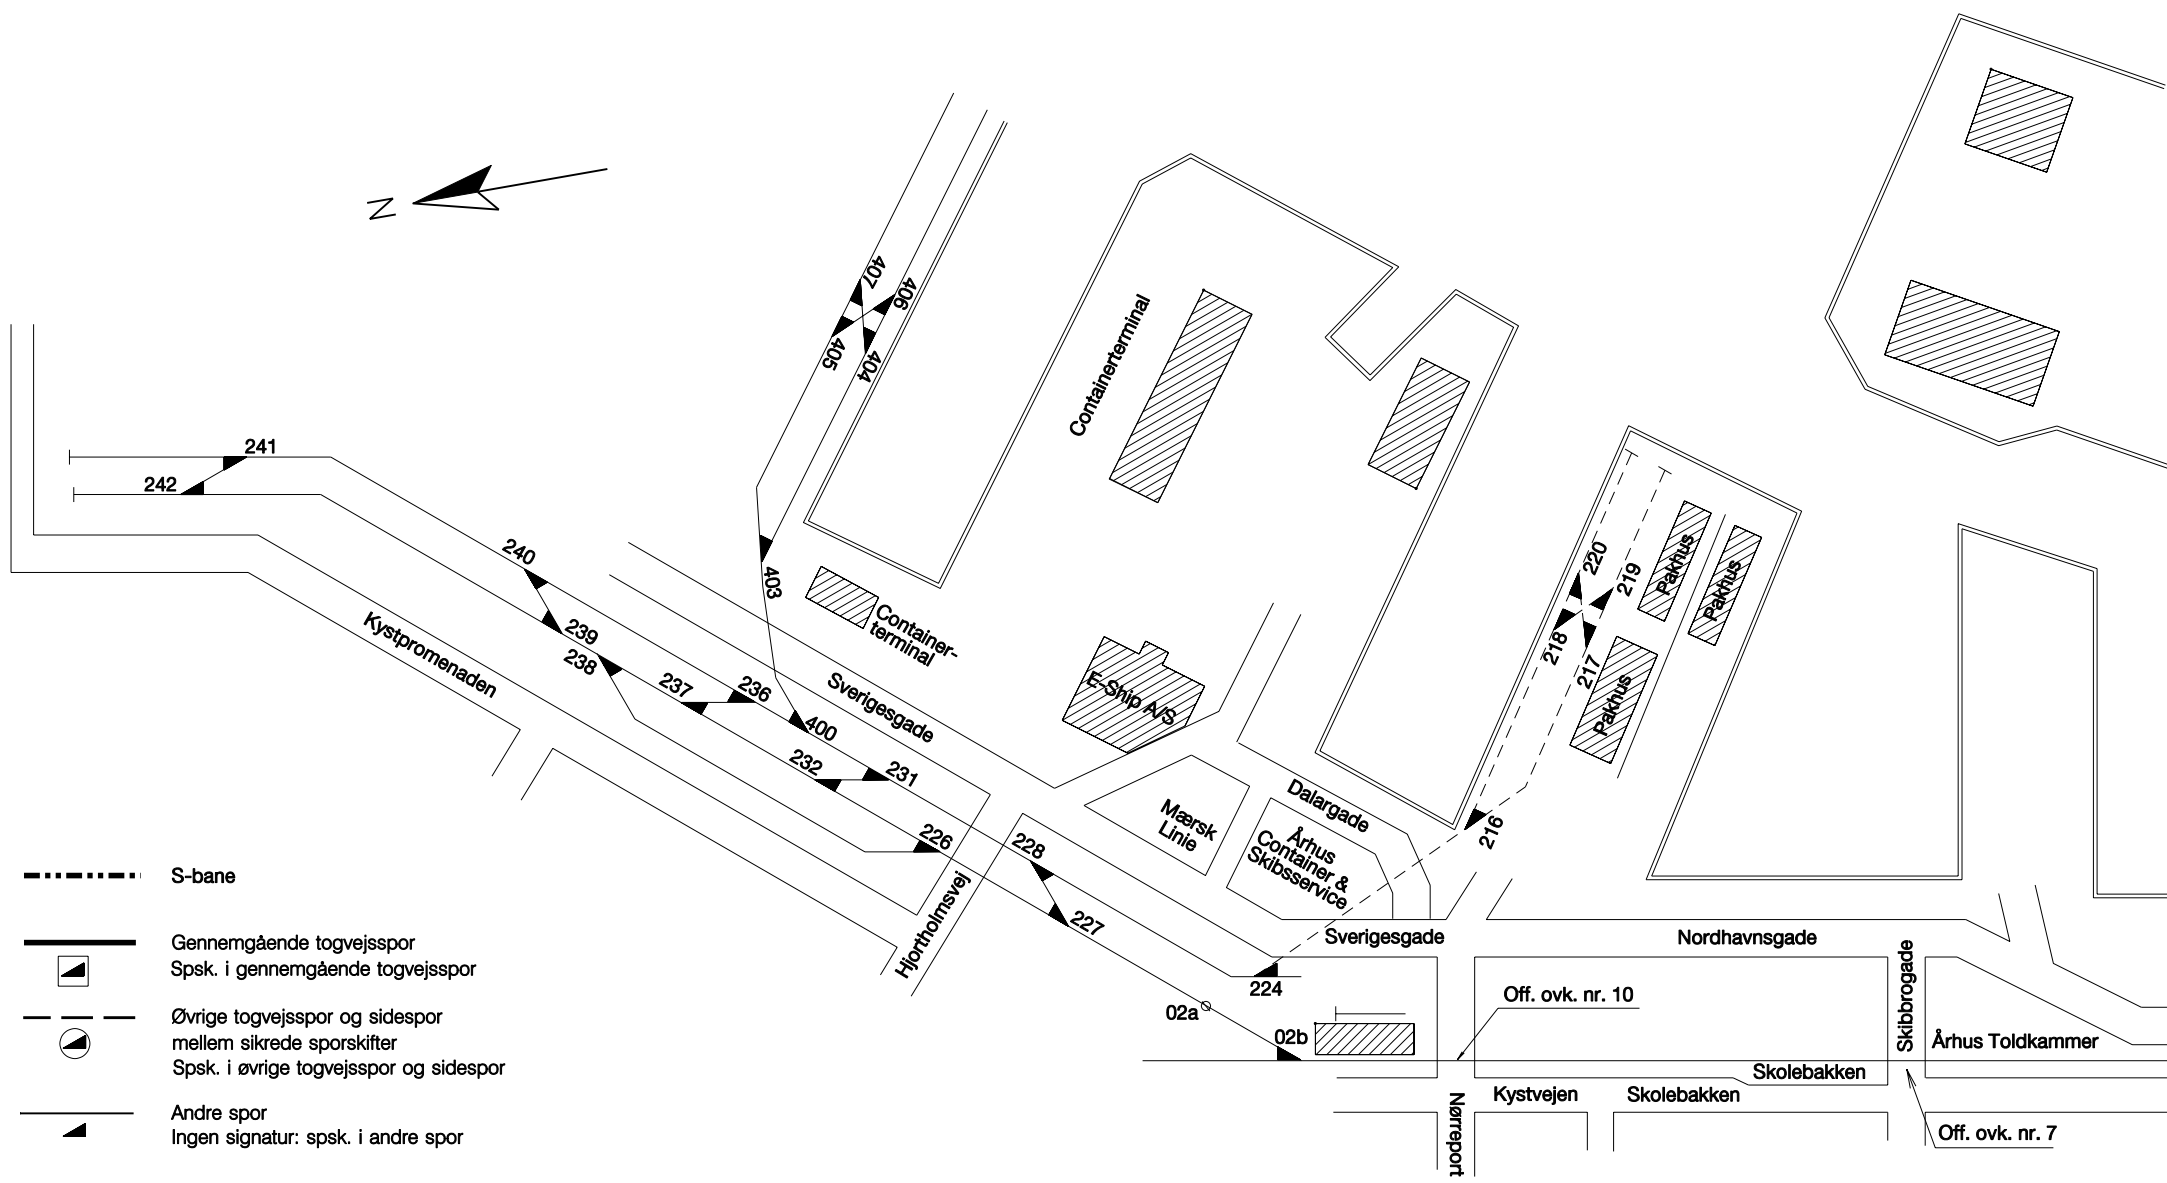 N
407
406
405
404
Containerterminal
241
242
240
239
238
237
236
403
400
Container-
terminal
Kystpromenaden
Sverigesgade
E-Ship A/S
232
231
226
228
227
Hjortholmsvej
Mærsk
Linie
Dalargade
Århus
Container &
Skibsservice
220
219
218
217
216
Pakhus
Pakhus
Pakhus
Sverigesgade
Nordhavnsgade
224
02a
02b
Off. ovk. nr. 10
Skibbrogade
Århus Toldkammer
Skolebakken
Kystvejen
Skolebakken
Nørreport
Off. ovk. nr. 7
S-bane
Gennemgående togvejsspor
Spsk. i gennemgående togvejsspor
Øvrige togvejsspor og sidespor
mellem sikrede sporskifter
Spsk. i øvrige togvejsspor og sidespor
Andre spor
Ingen signatur: spsk. i andre spor